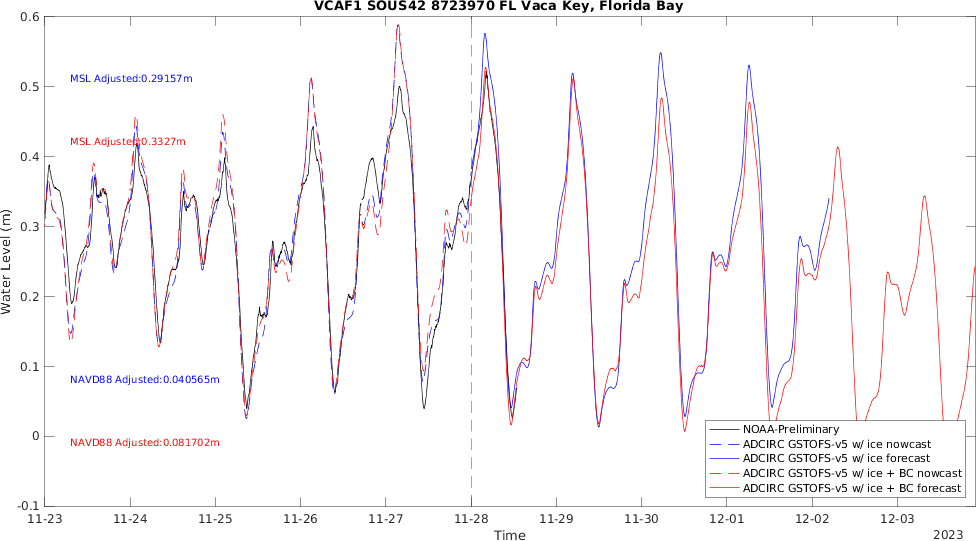 VCAF1 SOUS42 8723970 FL Vaca Key, Florida Bay
0.6
0.5
0.4
0.3
0.2
0.1
0
-0.1
Water Level (m)
MSL Adjusted:0.29157m
MSL Adjusted:0.3327m
NAVD88 Adjusted:0.040565m
NAVD88 Adjusted:0.081702m
NOAA-Preliminary
ADCIRC GSTOFS-v5 w/ ice nowcast
ADCIRC GSTOFS-v5 w/ ice forecast
ADCIRC GSTOFS-v5 w/ ice + BC nowcast
ADCIRC GSTOFS-v5 w/ ice + BC forecast
11-23 11-24 11-25 11-26 11-27 11-28 11-29 11-30 12-01 12-02 12-03
Time
2023